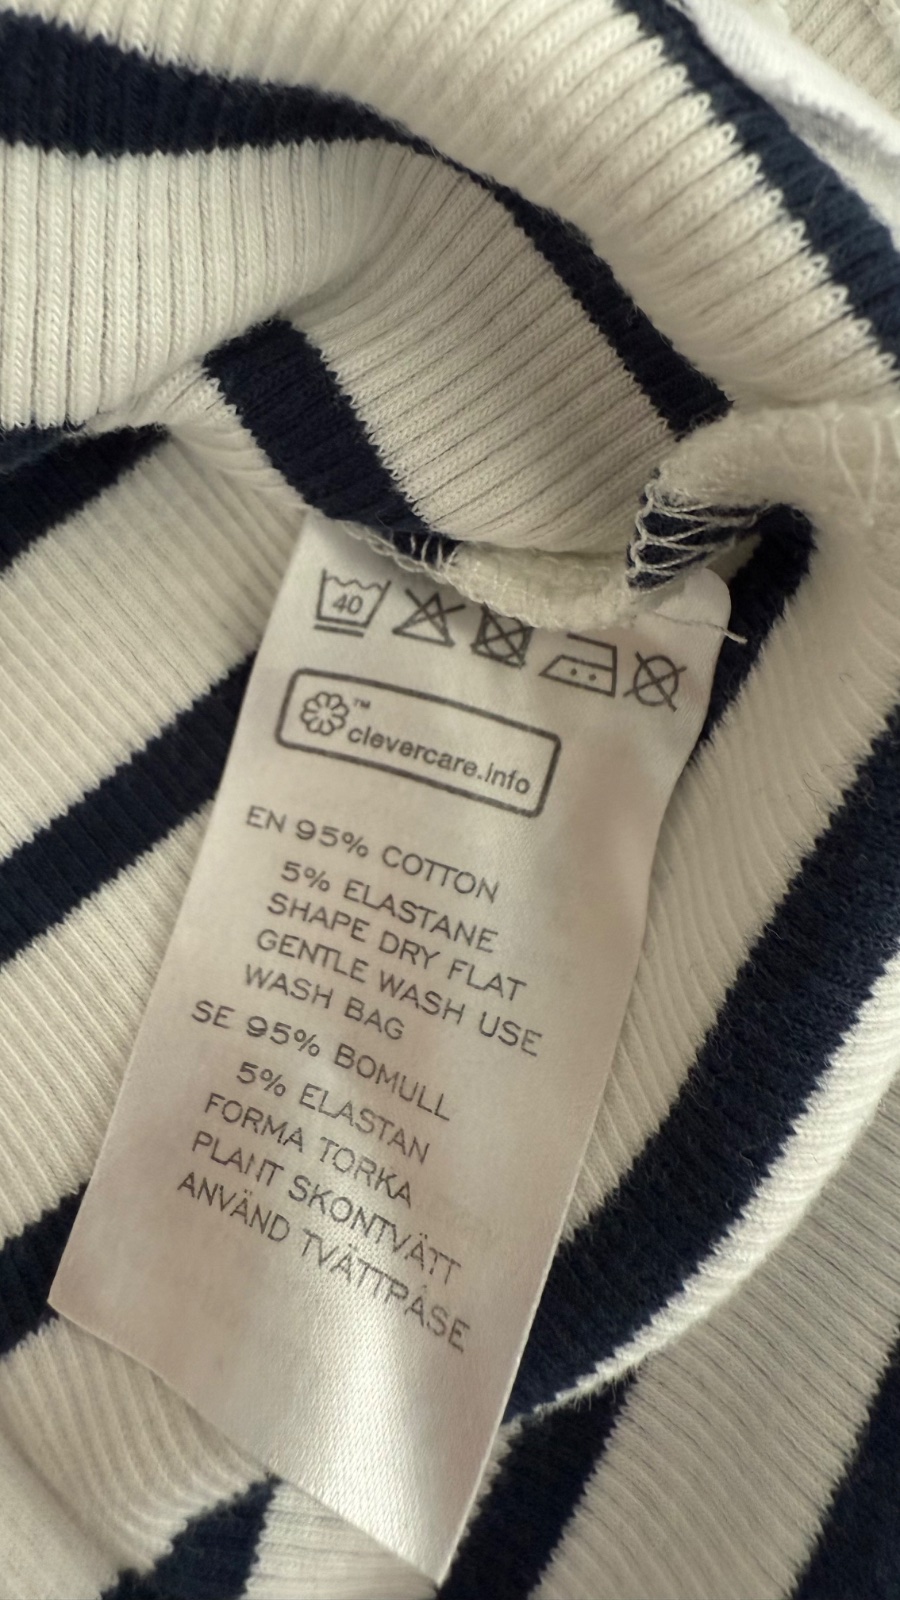 40
™
clevercare.info
EN 95% COTTON
5% ELASTANE
SHAPE DRY FLAT
GENTLE WASH USE
WASH BAG
SE 95% BOMULL
5% ELASTAN
FORMA TORKA
PLANT SKONTVÄTT
ANVÄND TVÄTTPÅSE